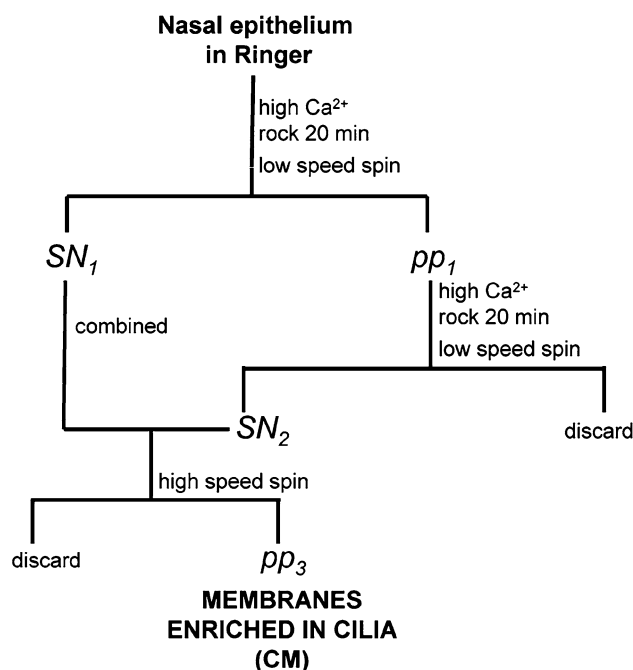 Nasal epithelium
in Ringer
high Ca²⁺
rock 20 min
low speed spin
SN₁
pp₁
high Ca²⁺
rock 20 min
low speed spin
combined
SN₂
discard
high speed spin
discard
pp₃
MEMBRANES
ENRICHED IN CILIA
(CM)